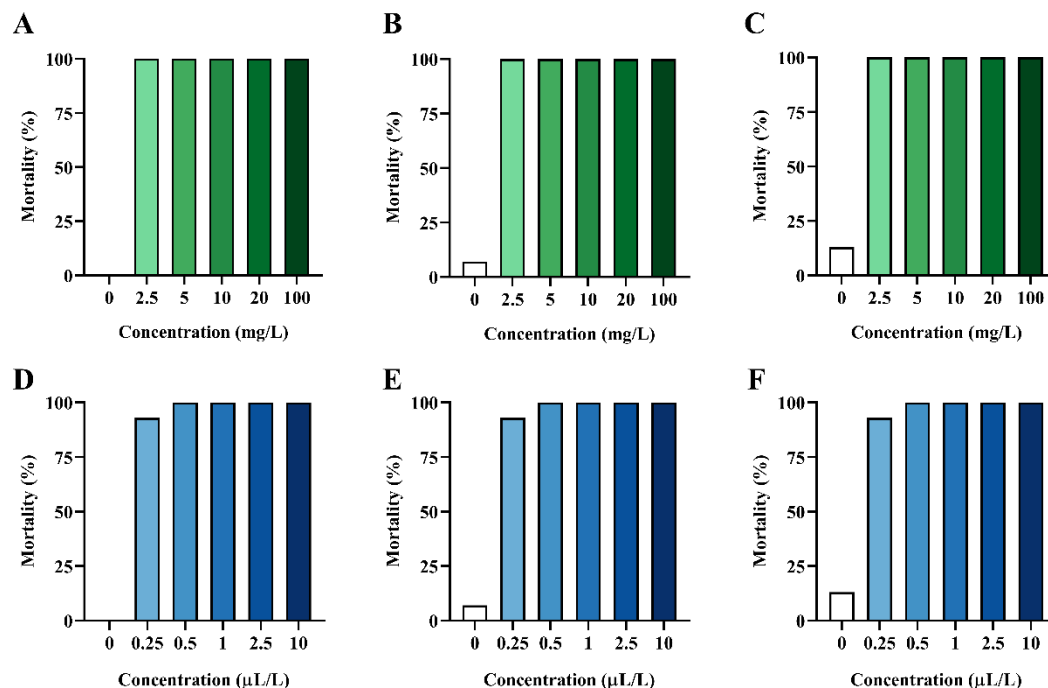 A
B
C
Mortality (%)
100
75
50
25
0
0 2.5 5 10 20 100
Concentration (mg/L)
Mortality (%)
100
75
50
25
0
0 2.5 5 10 20 100
Concentration (mg/L)
Mortality (%)
100
75
50
25
0
0 2.5 5 10 20 100
Concentration (mg/L)
D
E
F
Mortality (%)
100
75
50
25
0
0 0.25 0.5 1 2.5 10
Concentration (μL/L)
Mortality (%)
100
75
50
25
0
0 0.25 0.5 1 2.5 10
Concentration (μL/L)
Mortality (%)
100
75
50
25
0
0 0.25 0.5 1 2.5 10
Concentration (μL/L)